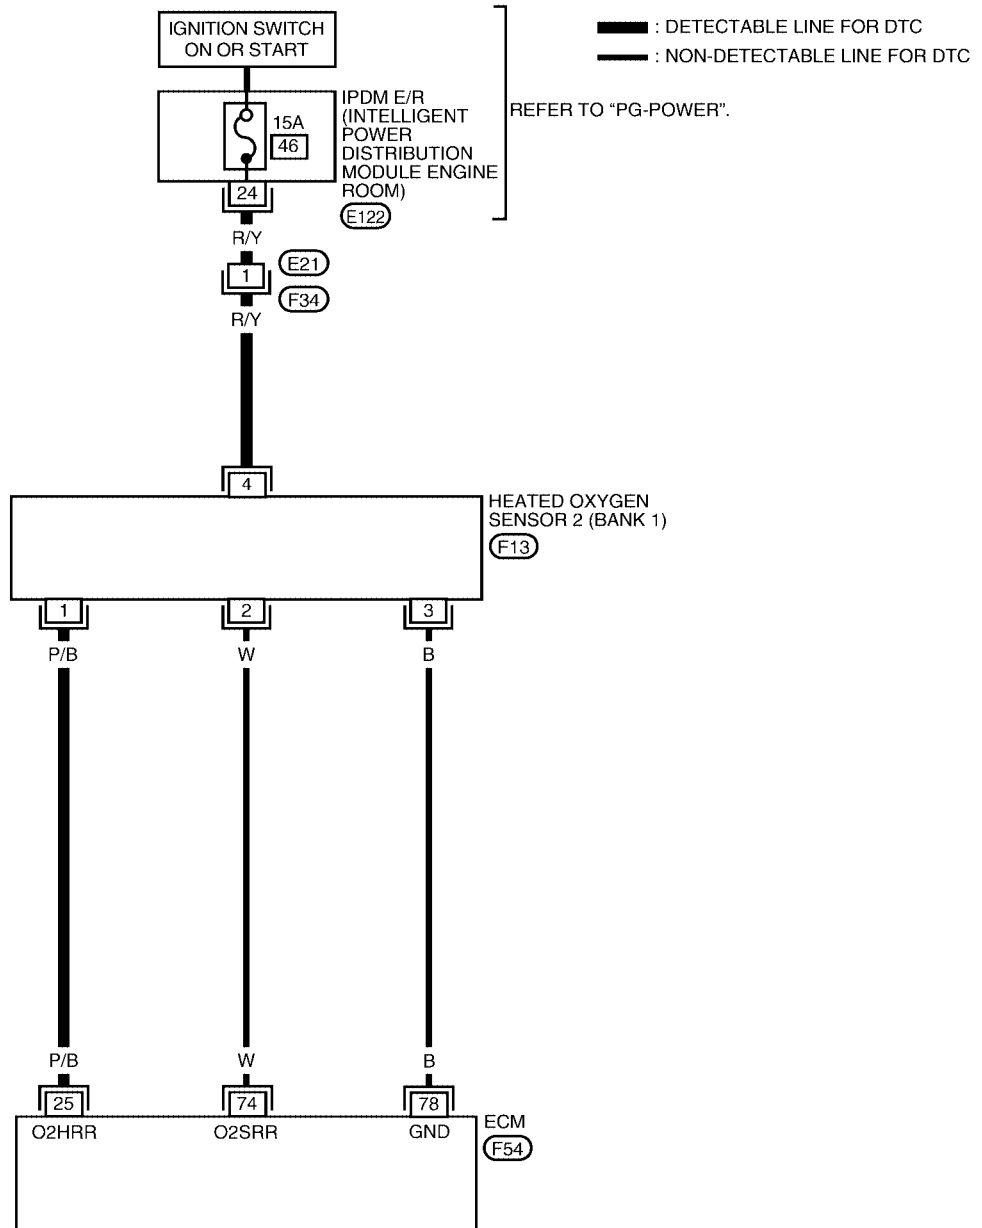 IGNITION SWITCH
ON OR START
: DETECTABLE LINE FOR DTC
: NON-DETECTABLE LINE FOR DTC
IPDM E/R
(INTELLIGENT
POWER
DISTRIBUTION
MODULE ENGINE
ROOM)
E122
REFER TO “PG-POWER”.
15A
46
24
R/Y
1
E21
F34
R/Y
4
HEATED OXYGEN
SENSOR 2 (BANK 1)
F13
1 2 3
P/B W B
P/B W B
25 74 78
O2HRR O2SRR GND
ECM
F54